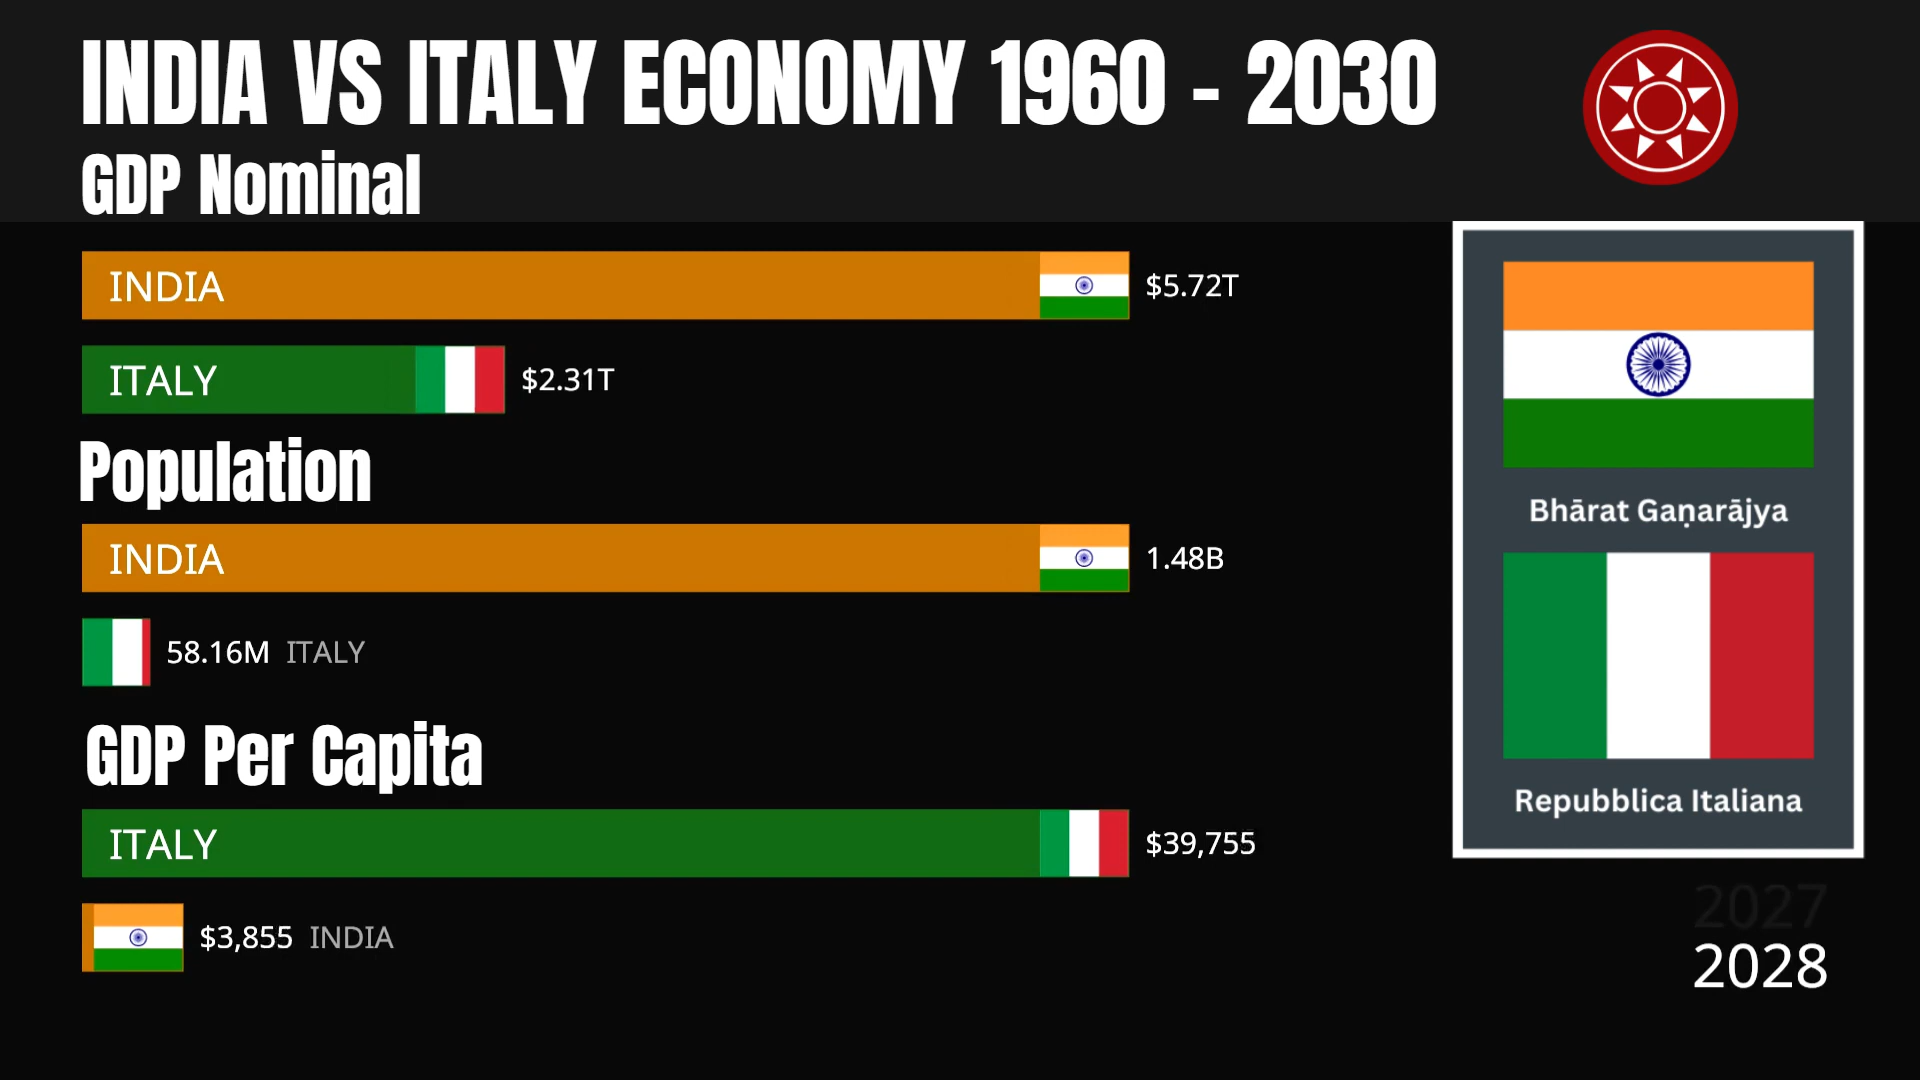 INDIA VS ITALY ECONOMY 1960 - 2030
GDP Nominal
INDIA $5.72T
ITALY $2.31T
Population
INDIA 1.48B
58.16M ITALY
GDP Per Capita
ITALY $39,755
$3,855 INDIA
Bhārat Gaṇarājya
Repubblica Italiana
2027
2028